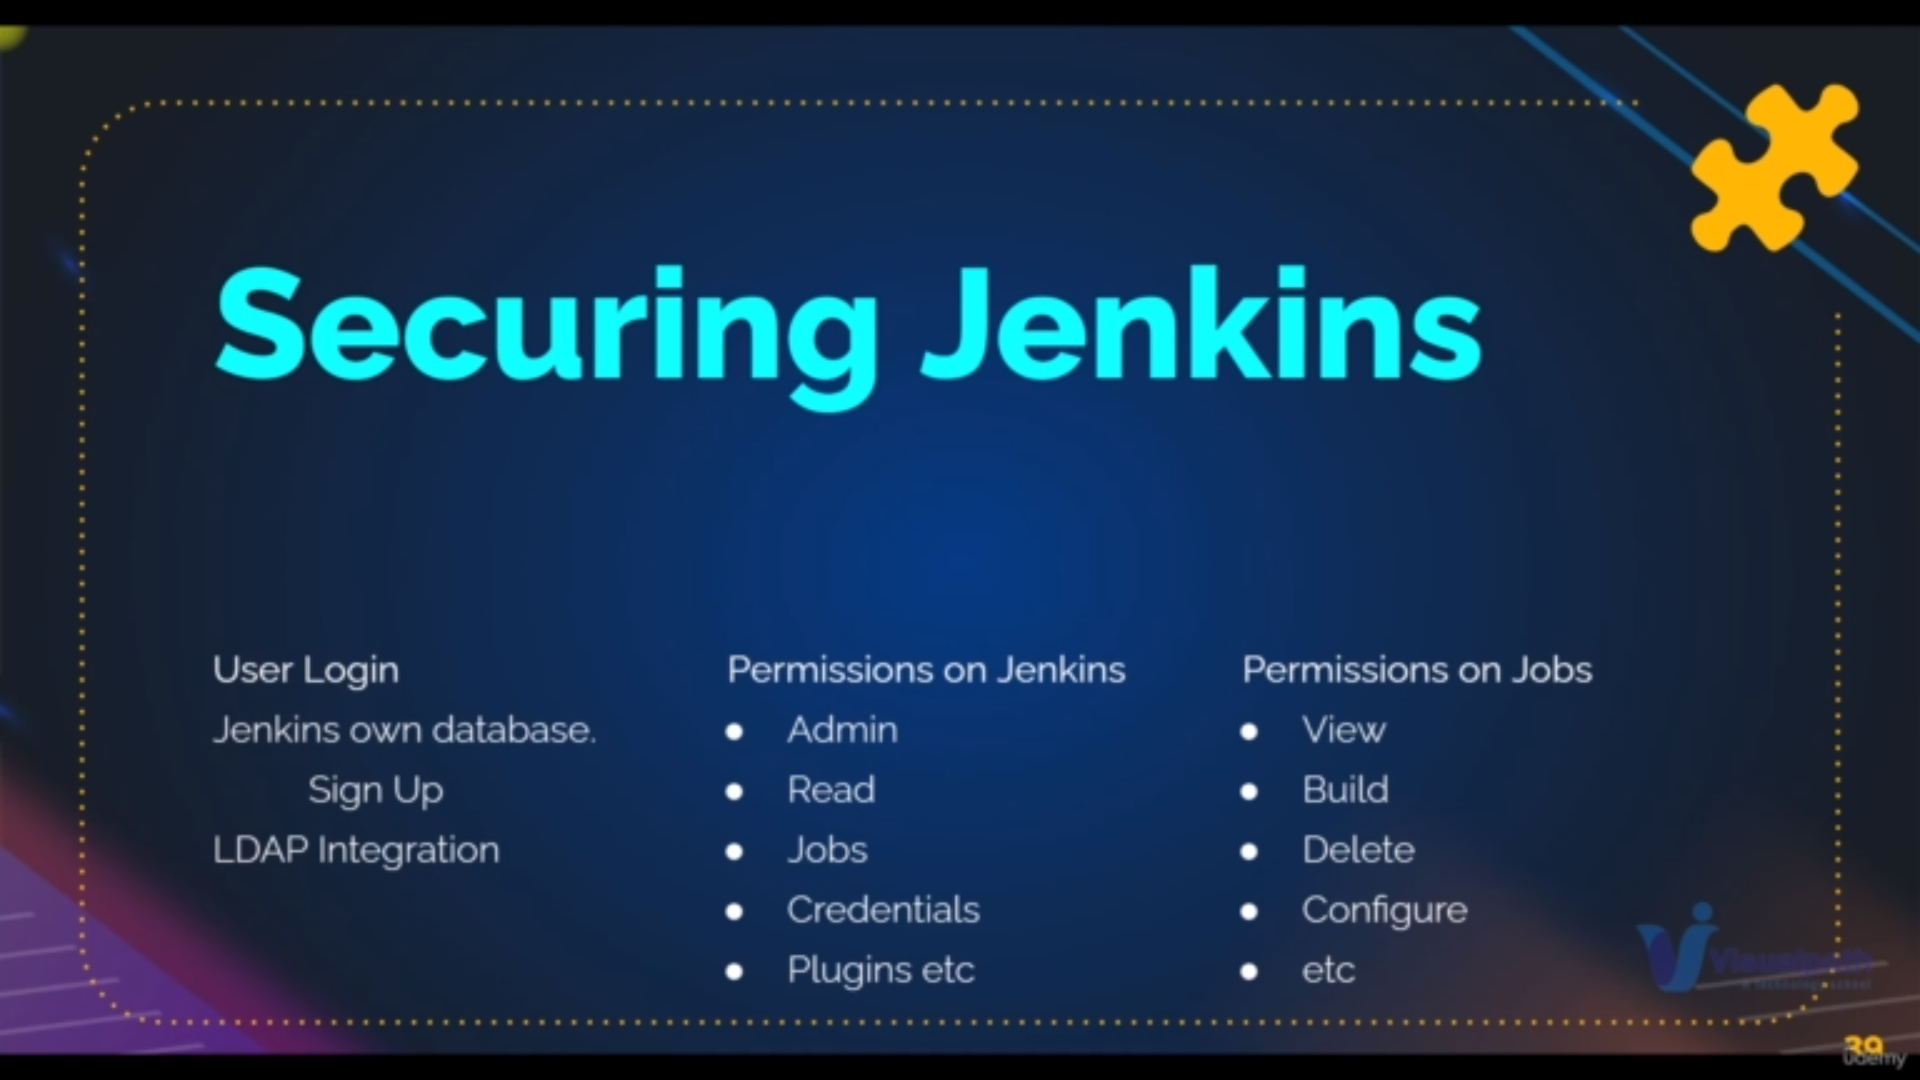 Securing Jenkins
User Login
Jenkins own database.
Sign Up
LDAP Integration
Permissions on Jenkins
● Admin
● Read
● Jobs
● Credentials
● Plugins etc
Permissions on Jobs
● View
● Build
● Delete
● Configure
● etc
Visualpath
39
udemy